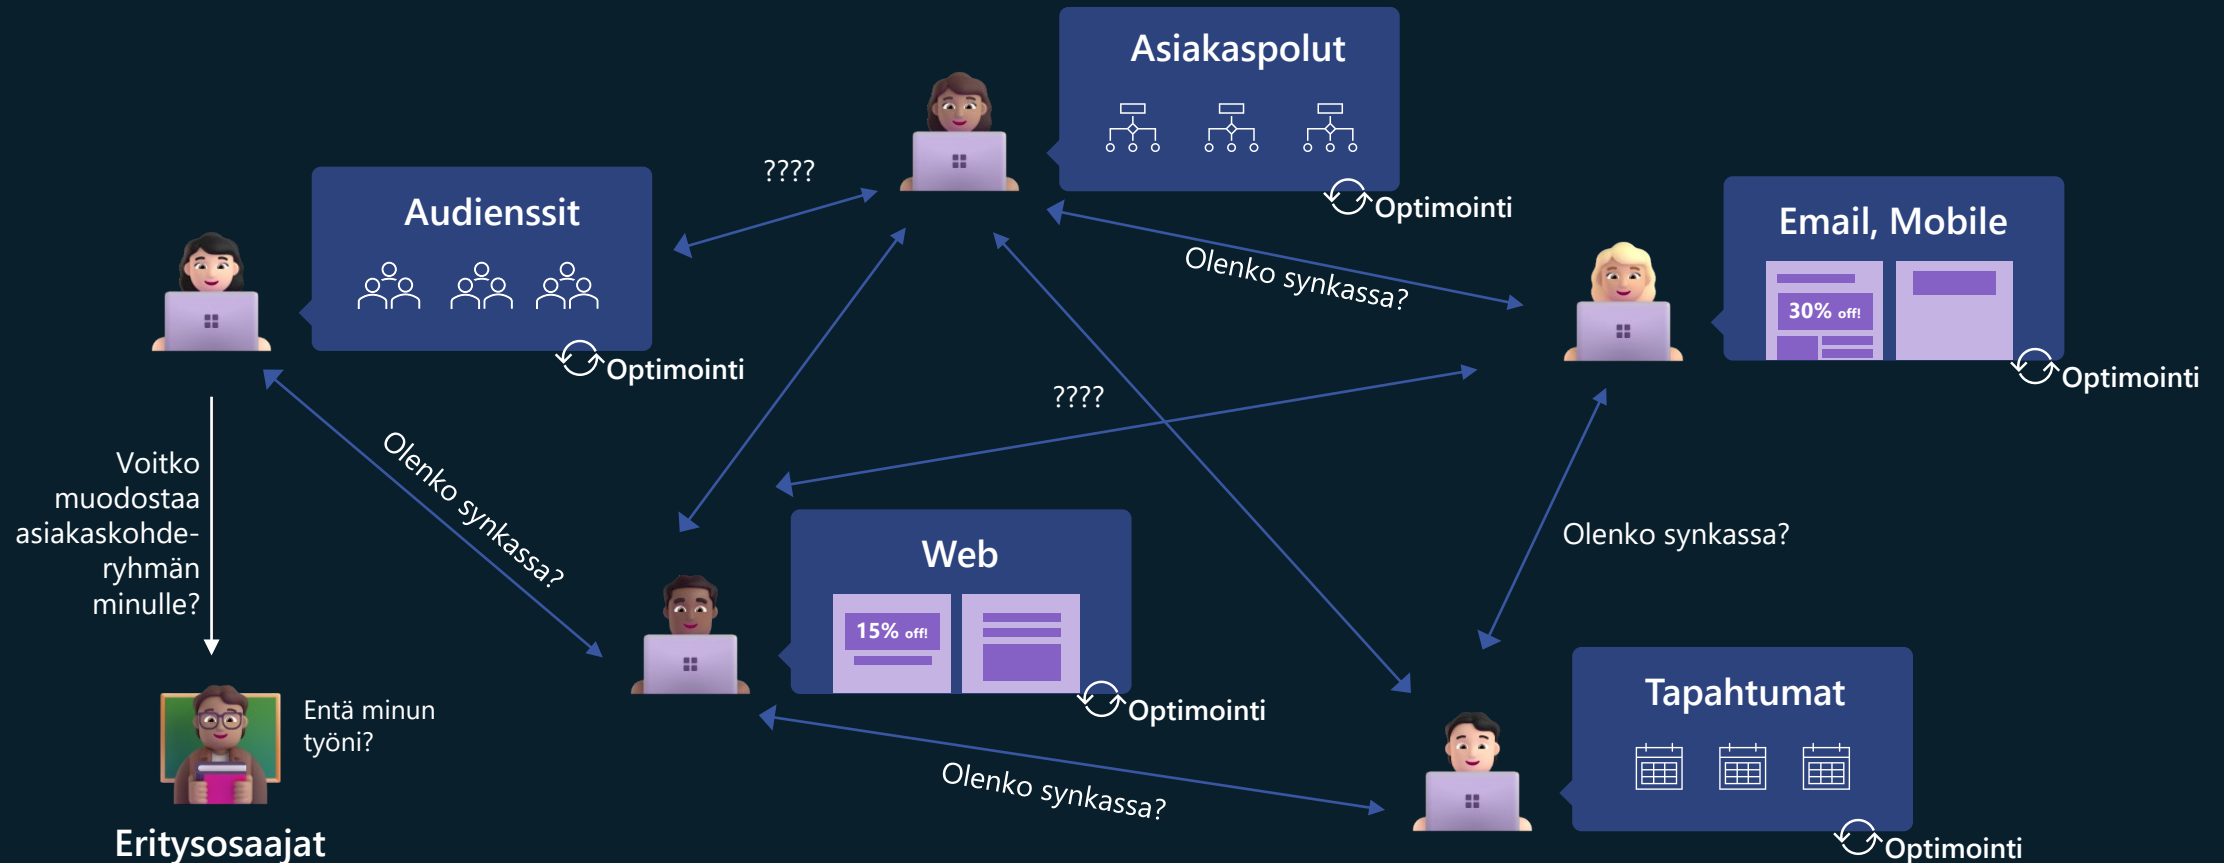 Asiakaspolut
Optimointi
????
Audienssit
Optimointi
Olenko synkassa?
Email, Mobile
30% off!
Optimointi
????
Olenko synkassa?
Voitko
muodostaa
asiakaskohde-
ryhmän
minulle?
Olenko synkassa?
Web
15% off!
Optimointi
Tapahtumat
Optimointi
Entä minun
työni?
Olenko synkassa?
Eritysosaajat